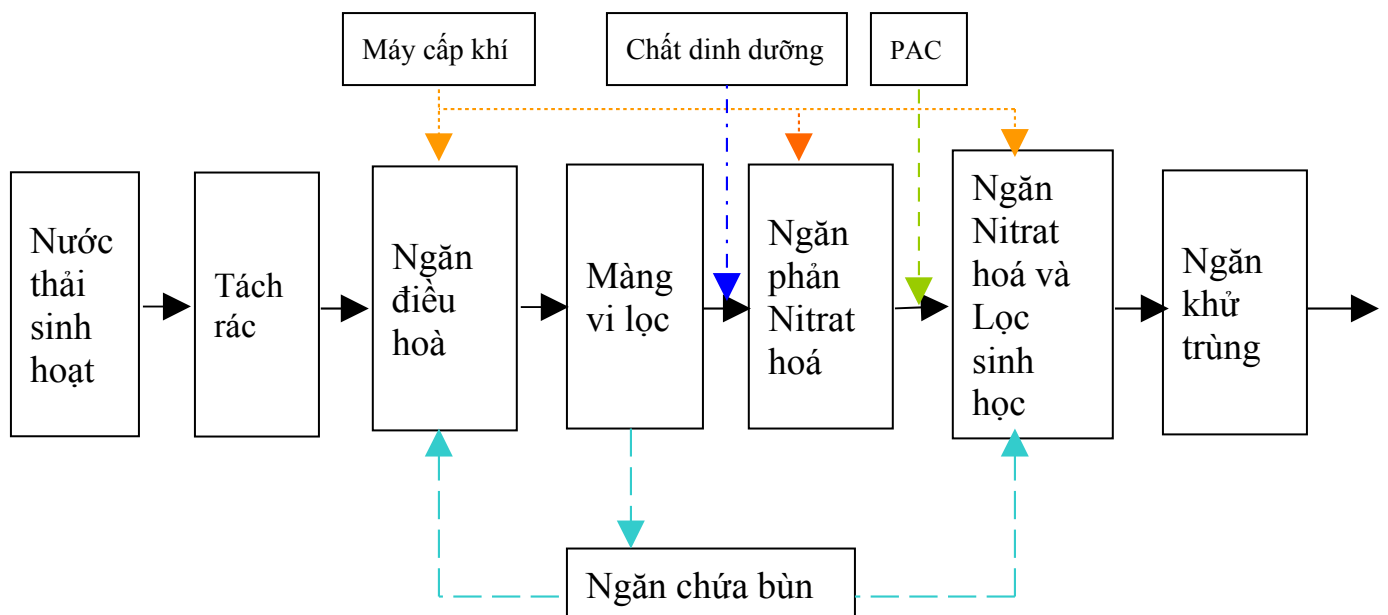 Máy cấp khí
Chất dinh dưỡng
PAC
Nước
thải
sinh
hoạt
Tách
rác
Ngăn
điều
hoà
Màng
vi lọc
Ngăn
phản
Nitrat
hoá
Ngăn
Nitrat
hoá và
Lọc
sinh
học
Ngăn
khử
trùng
Ngăn chứa bùn